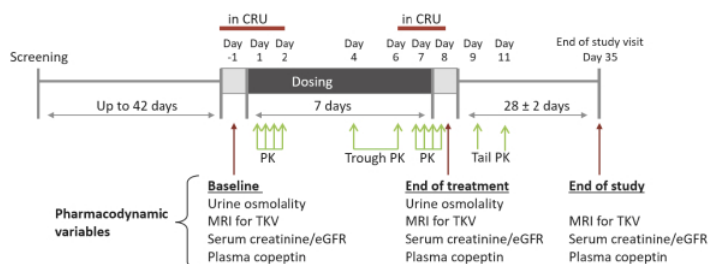 in CRU in CRU
Day -1 Day 1 Day 2 Day 4 Day 6 Day 7 Day 8 Day 9 Day 11 End of study visit Day 35
Screening
Dosing
Up to 42 days 7 days 28 ± 2 days
PK Trough PK PK Tail PK
Pharmacodynamic variables
Baseline
Urine osmolality
MRI for TKV
Serum creatinine/eGFR
Plasma copeptin
End of treatment
Urine osmolality
MRI for TKV
Serum creatinine/eGFR
Plasma copeptin
End of study
MRI for TKV
Serum creatinine/eGFR
Plasma copeptin